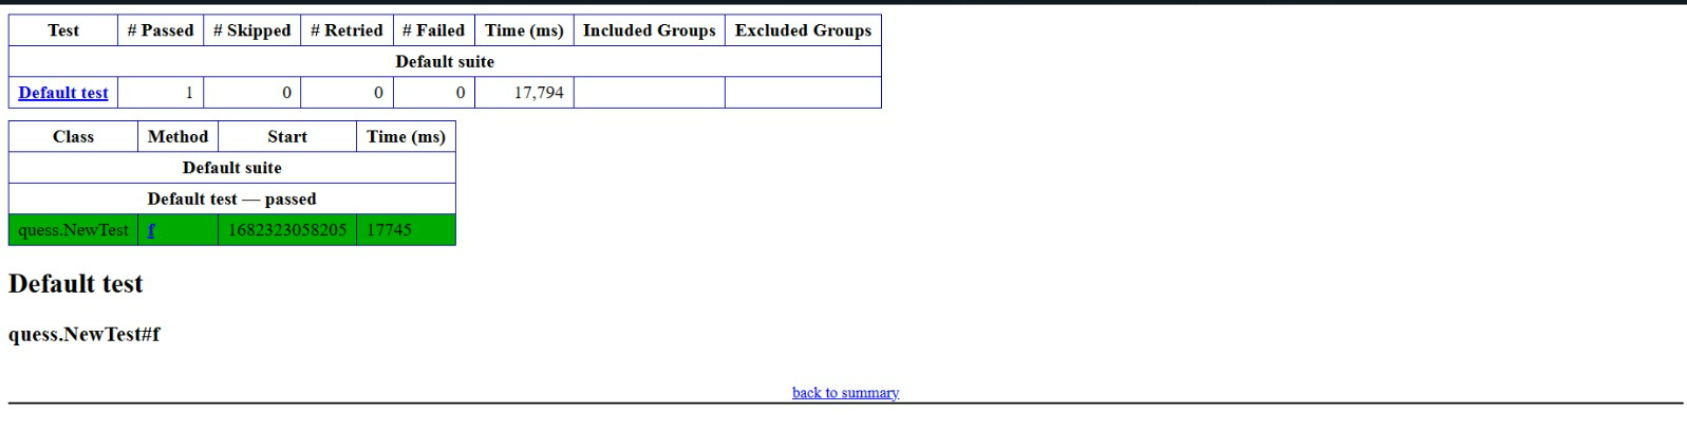 Test # Passed # Skipped # Retried # Failed Time (ms) Included Groups Excluded Groups
Default suite
Default test 1 0 0 0 17,794
Class Method Start Time (ms)
Default suite
Default test — passed
quess.NewTest f 1682323058205 17745
Default test
quess.NewTest#f
back to summary